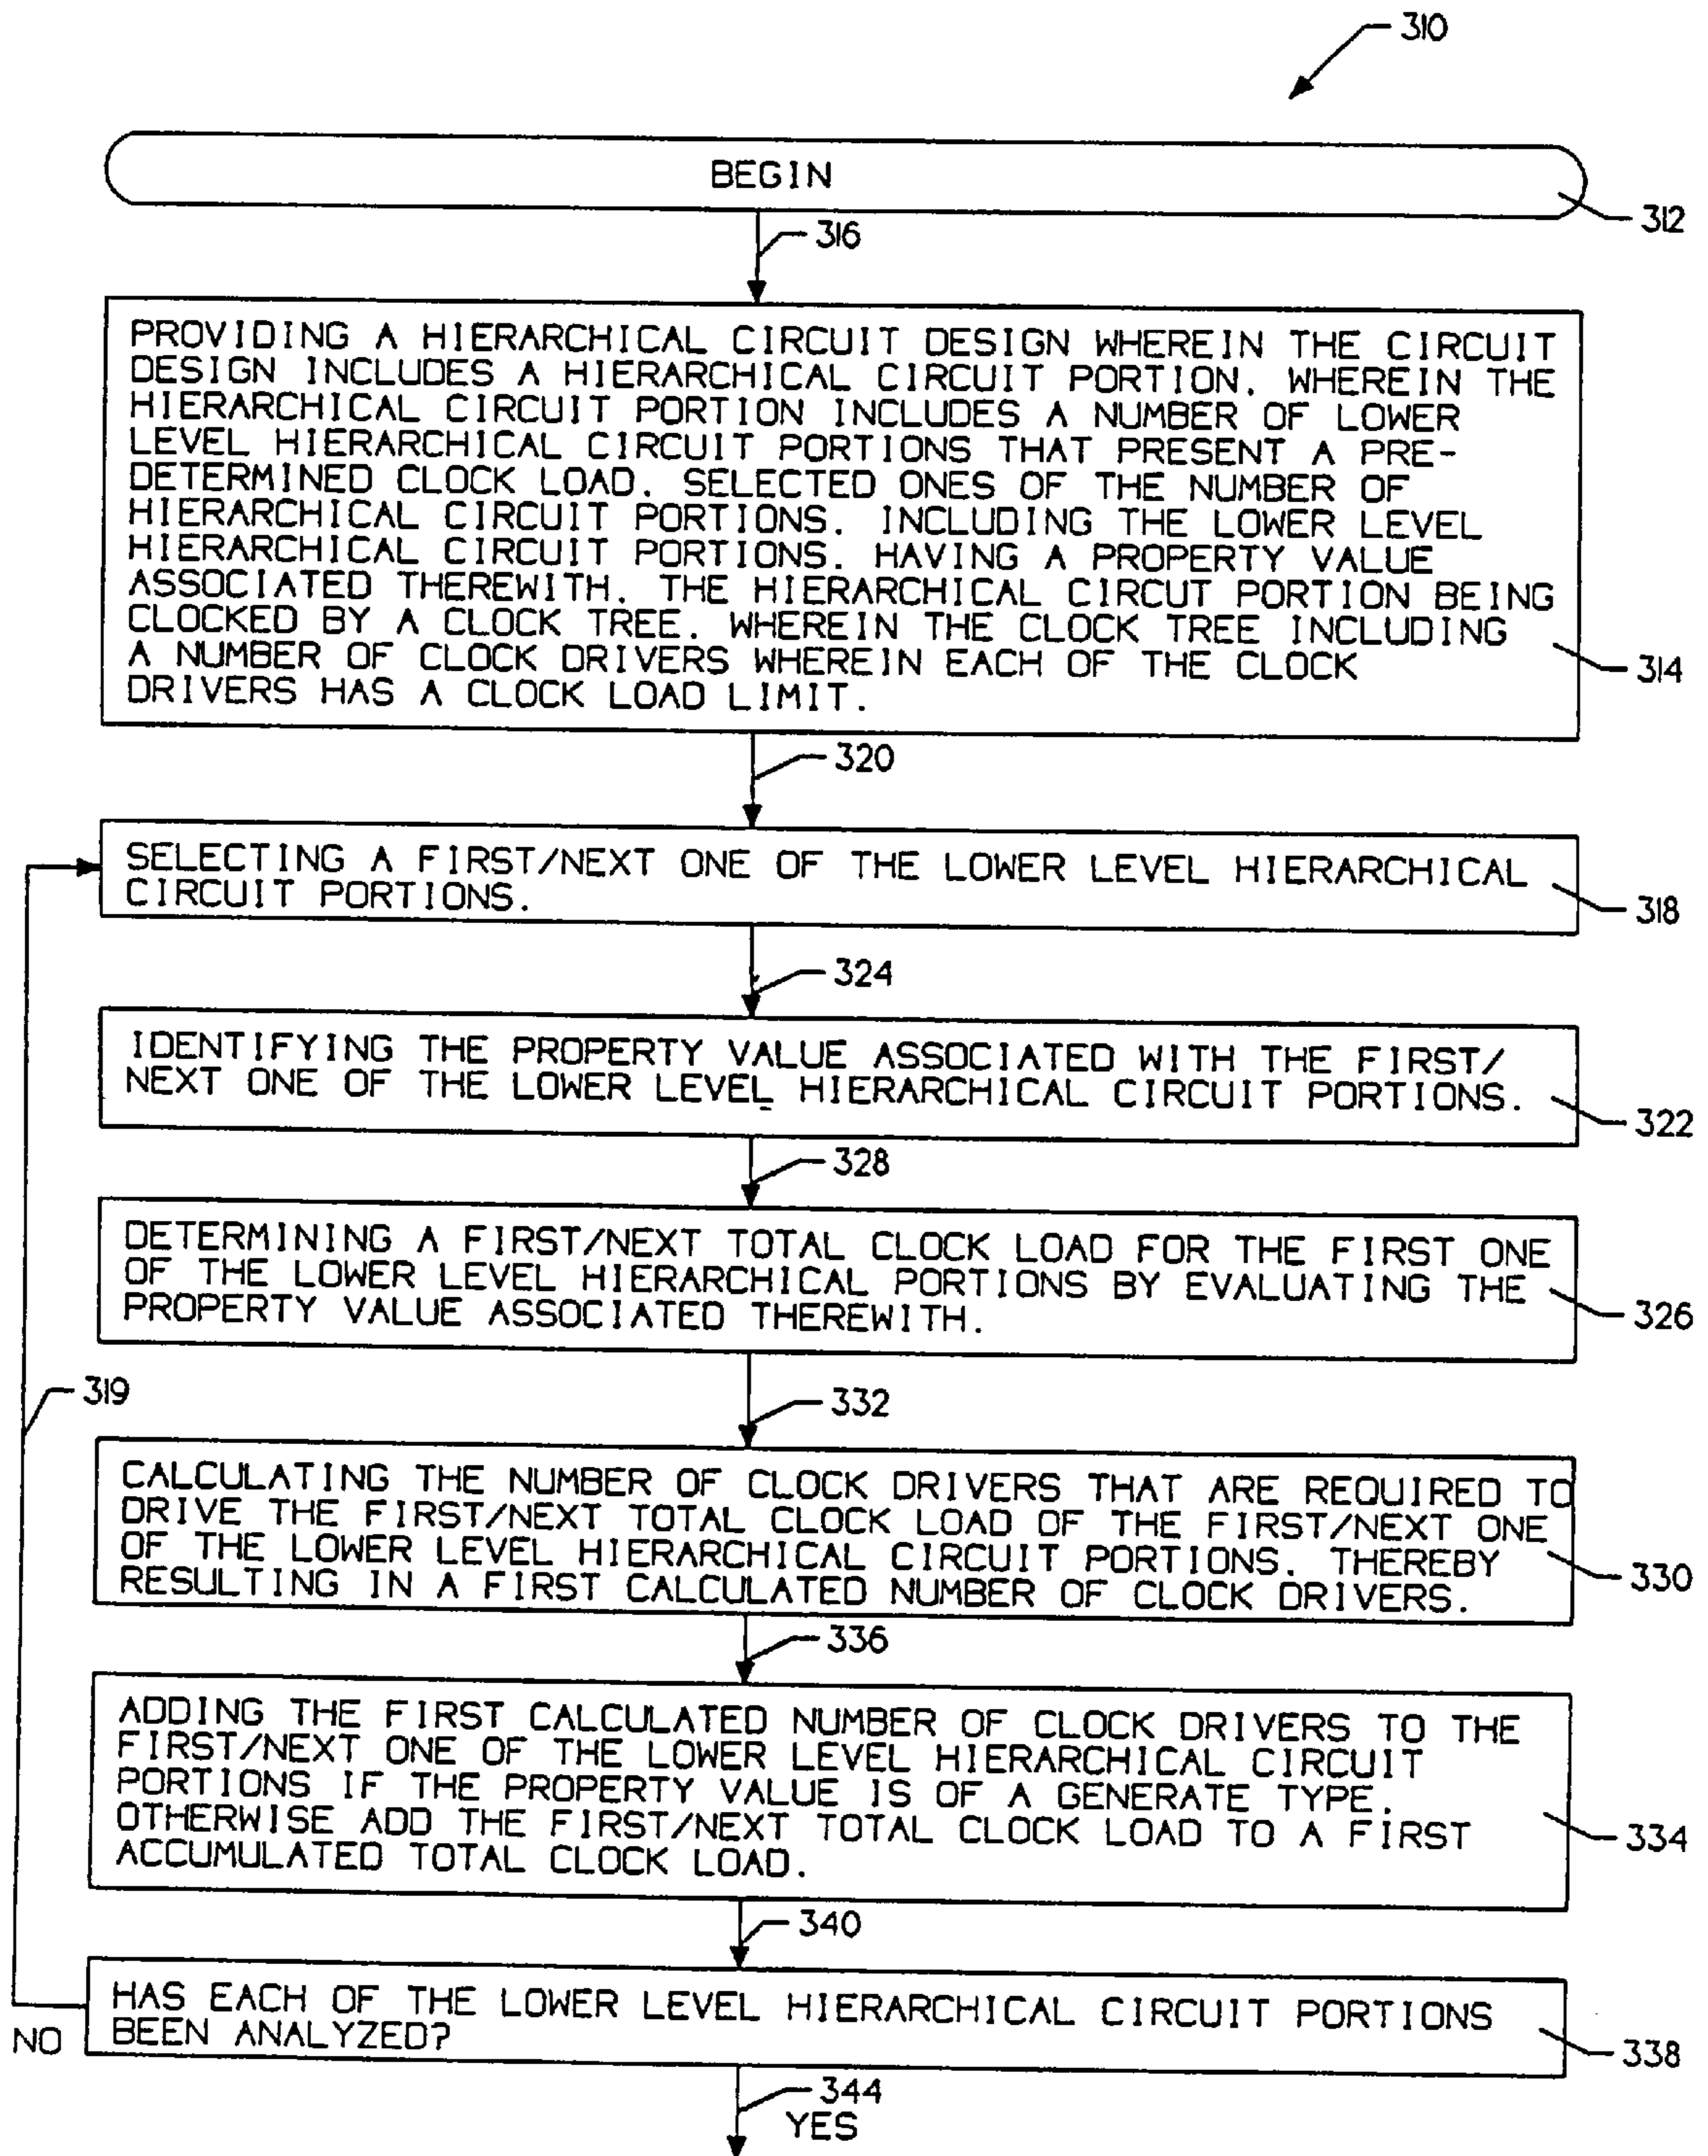 310
BEGIN
312
316
PROVIDING A HIERARCHICAL CIRCUIT DESIGN WHEREIN THE CIRCUIT
DESIGN INCLUDES A HIERARCHICAL CIRCUIT PORTION. WHEREIN THE
HIERARCHICAL CIRCUIT PORTION INCLUDES A NUMBER OF LOWER
LEVEL HIERARCHICAL CIRCUIT PORTIONS THAT PRESENT A PRE-
DETERMINED CLOCK LOAD. SELECTED ONES OF THE NUMBER OF
HIERARCHICAL CIRCUIT PORTIONS. INCLUDING THE LOWER LEVEL
HIERARCHICAL CIRCUIT PORTIONS. HAVING A PROPERTY VALUE
ASSOCIATED THEREWITH. THE HIERARCHICAL CIRCUT PORTION BEING
CLOCKED BY A CLOCK TREE. WHEREIN THE CLOCK TREE INCLUDING
A NUMBER OF CLOCK DRIVERS WHEREIN EACH OF THE CLOCK
DRIVERS HAS A CLOCK LOAD LIMIT.
314
320
SELECTING A FIRST/NEXT ONE OF THE LOWER LEVEL HIERARCHICAL
CIRCUIT PORTIONS.
318
324
IDENTIFYING THE PROPERTY VALUE ASSOCIATED WITH THE FIRST/
NEXT ONE OF THE LOWER LEVEL HIERARCHICAL CIRCUIT PORTIONS.
322
328
DETERMINING A FIRST/NEXT TOTAL CLOCK LOAD FOR THE FIRST ONE
OF THE LOWER LEVEL HIERARCHICAL PORTIONS BY EVALUATING THE
PROPERTY VALUE ASSOCIATED THEREWITH.
326
319
332
CALCULATING THE NUMBER OF CLOCK DRIVERS THAT ARE REQUIRED TO
DRIVE THE FIRST/NEXT TOTAL CLOCK LOAD OF THE FIRST/NEXT ONE
OF THE LOWER LEVEL HIERARCHICAL CIRCUIT PORTIONS. THEREBY
RESULTING IN A FIRST CALCULATED NUMBER OF CLOCK DRIVERS.
330
336
ADDING THE FIRST CALCULATED NUMBER OF CLOCK DRIVERS TO THE
FIRST/NEXT ONE OF THE LOWER LEVEL HIERARCHICAL CIRCUIT
PORTIONS IF THE PROPERTY VALUE IS OF A GENERATE TYPE.
OTHERWISE ADD THE FIRST/NEXT TOTAL CLOCK LOAD TO A FIRST
ACCUMULATED TOTAL CLOCK LOAD.
334
340
HAS EACH OF THE LOWER LEVEL HIERARCHICAL CIRCUIT PORTIONS
BEEN ANALYZED?
338
NO
344
YES